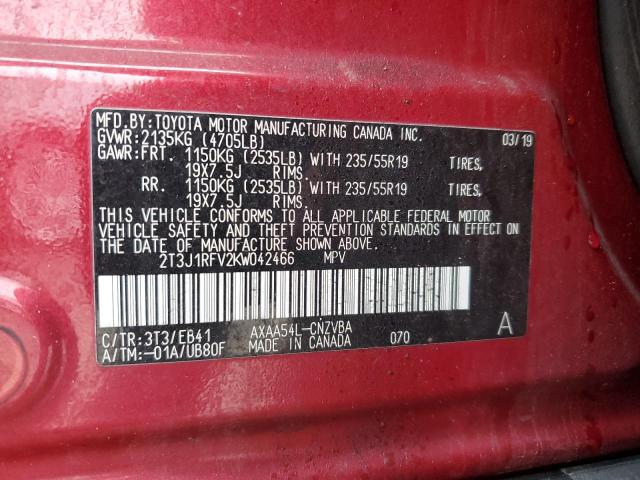 MFD.BY:TOYOTA MOTOR MANUFACTURING CANADA INC.
GVWR:2135KG (4705LB) 03/19
GAWR:FRT. 1150KG (2535LB) WITH 235/55R19 TIRES,
19X7.5J RIMS.
RR. 1150KG (2535LB) WITH 235/55R19 TIRES,
19X7.5J RIMS.
THIS VEHICLE CONFORMS TO ALL APPLICABLE FEDERAL MOTOR
VEHICLE SAFETY AND THEFT PREVENTION STANDARDS IN EFFECT ON
THE DATE OF MANUFACTURE SHOWN ABOVE.
2T3J1RFV2KW042466 MPV
C/TR:3T3/EB41 AXAA54L-CNZVBA 070 A
A/TM:-01A/UB80F MADE IN CANADA